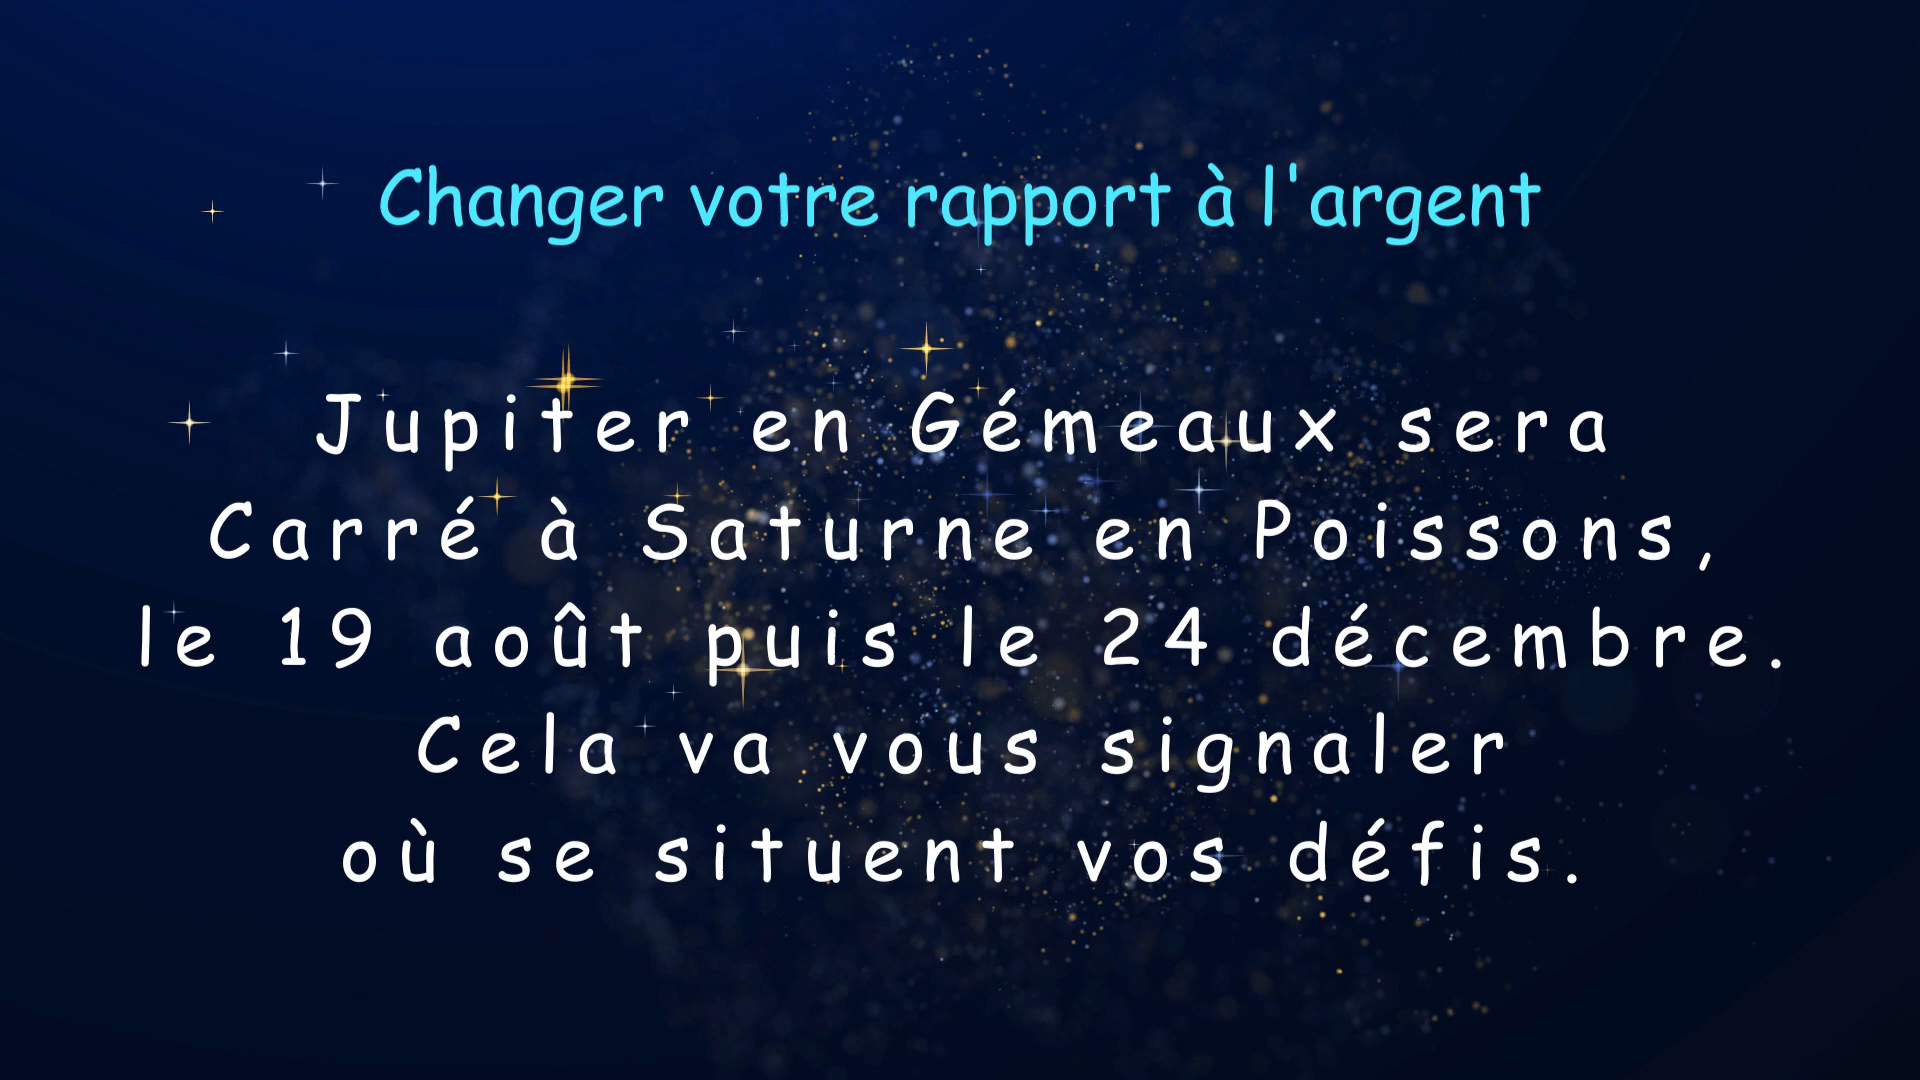 Changer votre rapport à l'argent
Jupiter en Gémeaux sera
Carré à Saturne en Poissons,
le 19 août puis le 24 décembre.
Cela va vous signaler
où se situent vos défis.